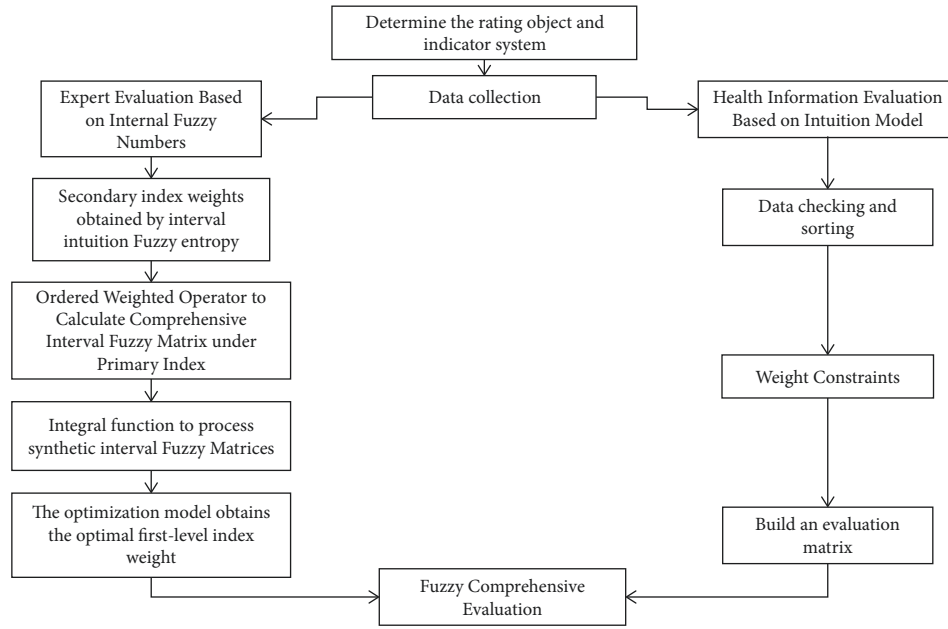 Determine the rating object and
indicator system
Data collection
Expert Evaluation Based
on Internal Fuzzy
Numbers
Secondary index weights
obtained by interval
intuition Fuzzy entropy
Ordered Weighted Operator to
Calculate Comprehensive
Interval Fuzzy Matrix under
Primary Index
Integral function to process
synthetic interval Fuzzy Matrices
The optimization model obtains
the optimal first-level index
weight
Health Information Evaluation
Based on Intuition Model
Data checking and
sorting
Weight Constraints
Build an evaluation
matrix
Fuzzy Comprehensive
Evaluation